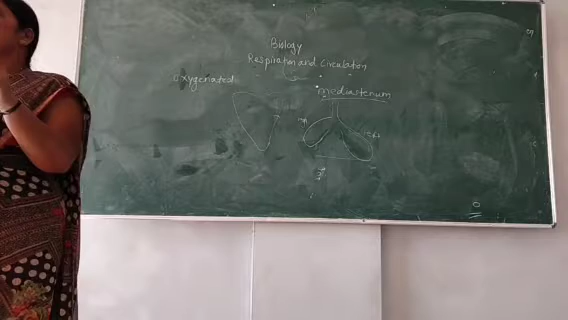 Biology
Respiration and Circulation
oxygenated
mediastenum